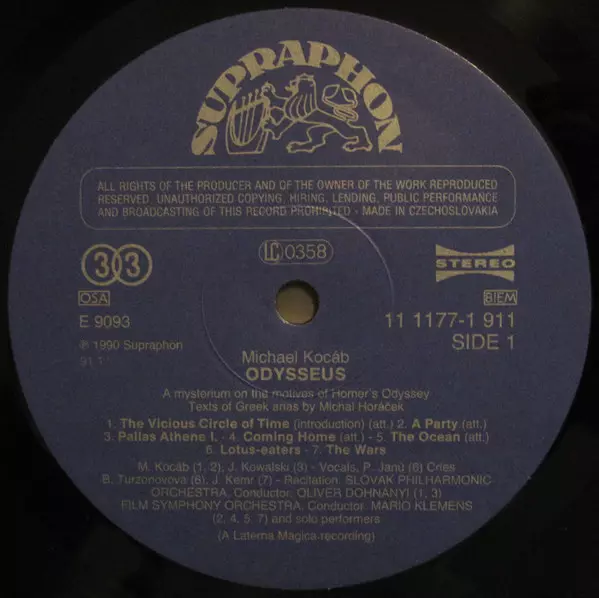 SUPRAPHON
ALL RIGHTS OF THE PRODUCER AND OF THE OWNER OF THE WORK REPRODUCED
RESERVED. UNAUTHORIZED COPYING, HIRING, LENDING, PUBLIC PERFORMANCE
AND BROADCASTING OF THIS RECORD PROHIBITED - MADE IN CZECHOSLOVAKIA
33
LC 0358
STEREO
OSA
BIEM
E 9093
11 1177-1 911
℗ 1990 Supraphon
SIDE 1
91 1
Michael Kocáb
ODYSSEUS
A mysterium on the motives of Homer's Odyssey
Texts of Greek arias by Michal Horáček
1. The Vicious Circle of Time (introduction) (att.) 2. A Party (att.)
3. Pallas Athene I. - 4. Coming Home (att.) - 5. The Ocean (att.)
6. Lotus-eaters - 7. The Wars
M. Kocáb (1, 2), J. Kowalski (3) - Vocals, P. Janů (6) Cries
B. Turzonovova (6), J. Kemr (7) - Recitation. SLOVAK PHILHARMONIC
ORCHESTRA. Conductor: OLIVER DOHNANYI (1, 3)
FILM SYMPHONY ORCHESTRA. Conductor: MARIO KLEMENS
(2, 4, 5, 7) and solo performers
(A Laterna Magica-recording)